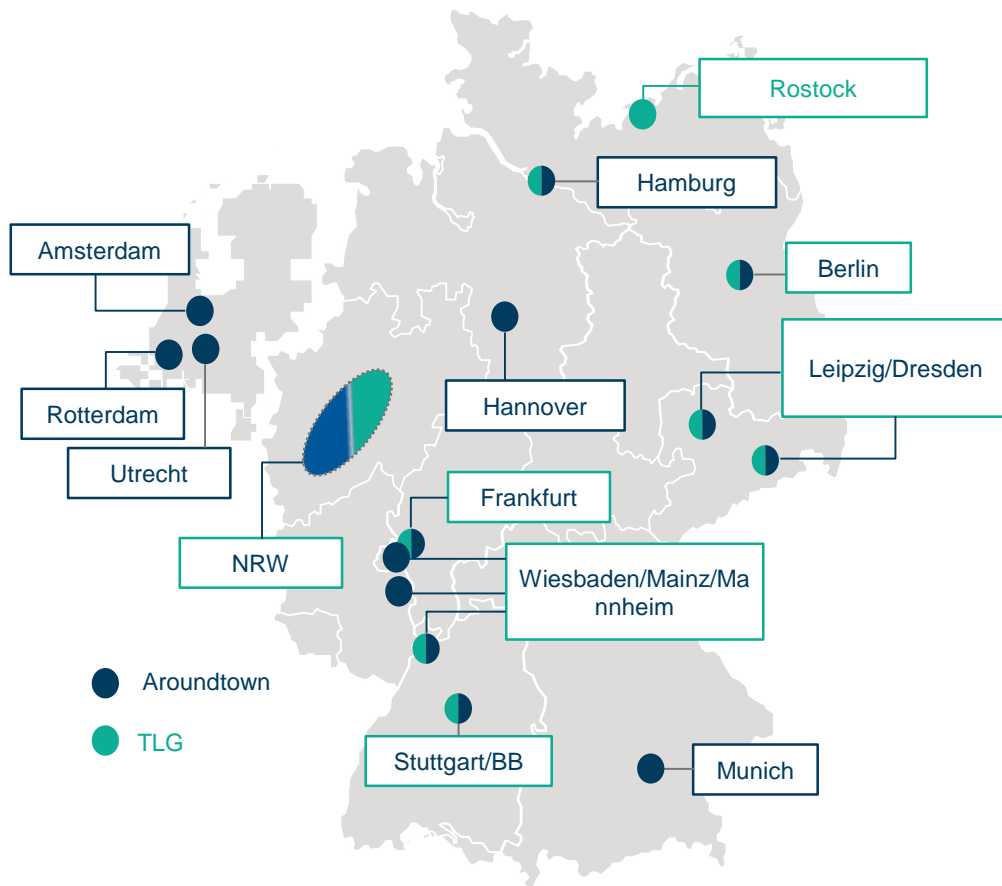 Rostock
Hamburg
Amsterdam
Berlin
Leipzig/Dresden
Rotterdam
Hannover
Utrecht
Frankfurt
NRW
Wiesbaden/Mainz/Ma
nnheim
Aroundtown
TLG
Stuttgart/BB
Munich